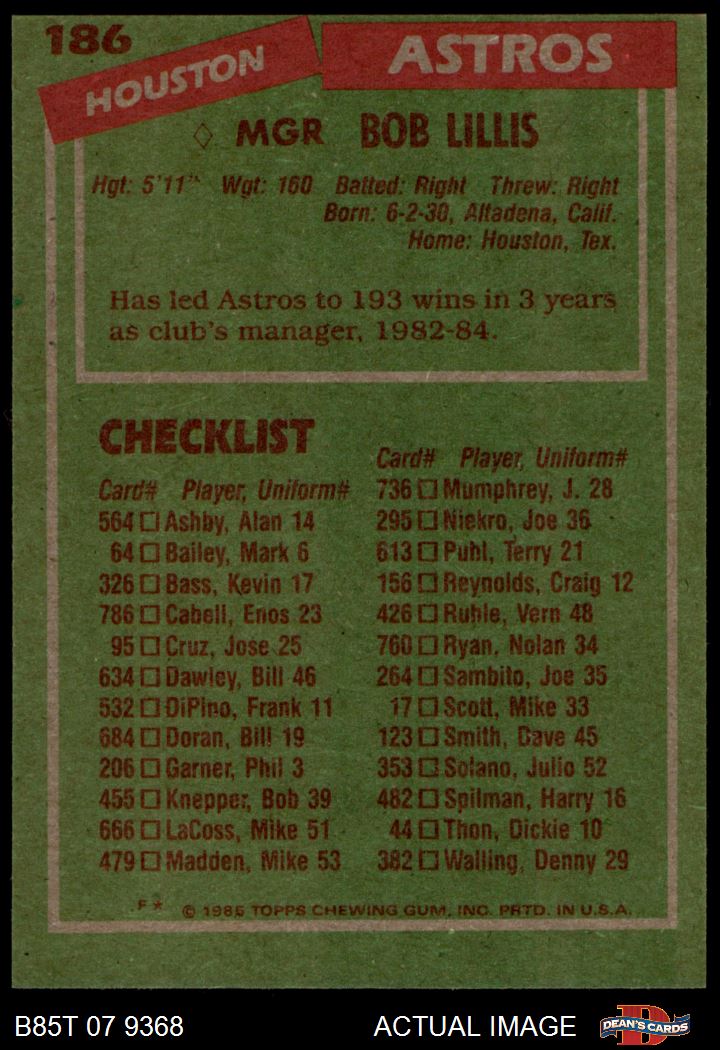 186
HOUSTON ASTROS
MGR BOB LILLIS
Hgt: 5'11" Wgt: 160 Batted: Right Threw: Right
Born: 6-2-30, Altadena, Calif.
Home: Houston, Tex.
Has led Astros to 193 wins in 3 years
as club's manager, 1982-84.
CHECKLIST
Card# Player, Uniform#
564 Ashby, Alan 14
64 Bailey, Mark 6
326 Bass, Kevin 17
786 Cabell, Enos 23
95 Cruz, Jose 25
634 Dawley, Bill 46
532 DiPino, Frank 11
684 Doran, Bill 19
206 Garner, Phil 3
455 Knepper, Bob 39
666 LaCoss, Mike 51
479 Madden, Mike 53
Card# Player, Uniform#
736 Mumphrey, J. 28
295 Niekro, Joe 36
613 Puhl, Terry 21
156 Reynolds, Craig 12
426 Ruhle, Vern 48
760 Ryan, Nolan 34
264 Sambito, Joe 35
17 Scott, Mike 33
123 Smith, Dave 45
353 Solano, Julio 52
482 Spilman, Harry 16
44 Thon, Dickie 10
382 Walling, Denny 29
F* © 1985 TOPPS CHEWING GUM, INC. PRTD. IN U.S.A.
B85T 07 9368 ACTUAL IMAGE D DEAN'S CARDS